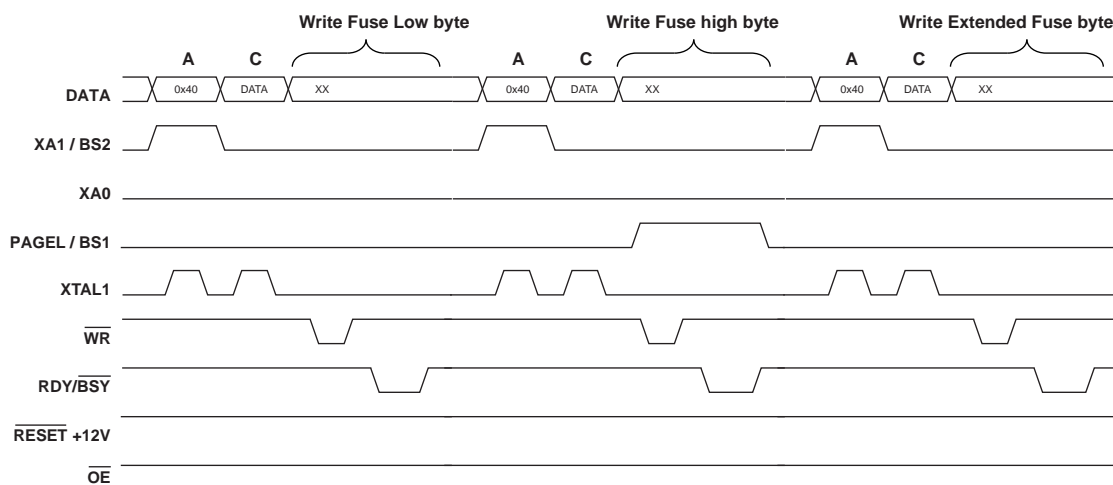 Write Fuse Low byte Write Fuse high byte Write Extended Fuse byte
A C A C A C
DATA 0x40 DATA XX 0x40 DATA XX 0x40 DATA XX
XA1 / BS2
XA0
PAGEL / BS1
XTAL1
WR
RDY/BSY
RESET +12V
OE